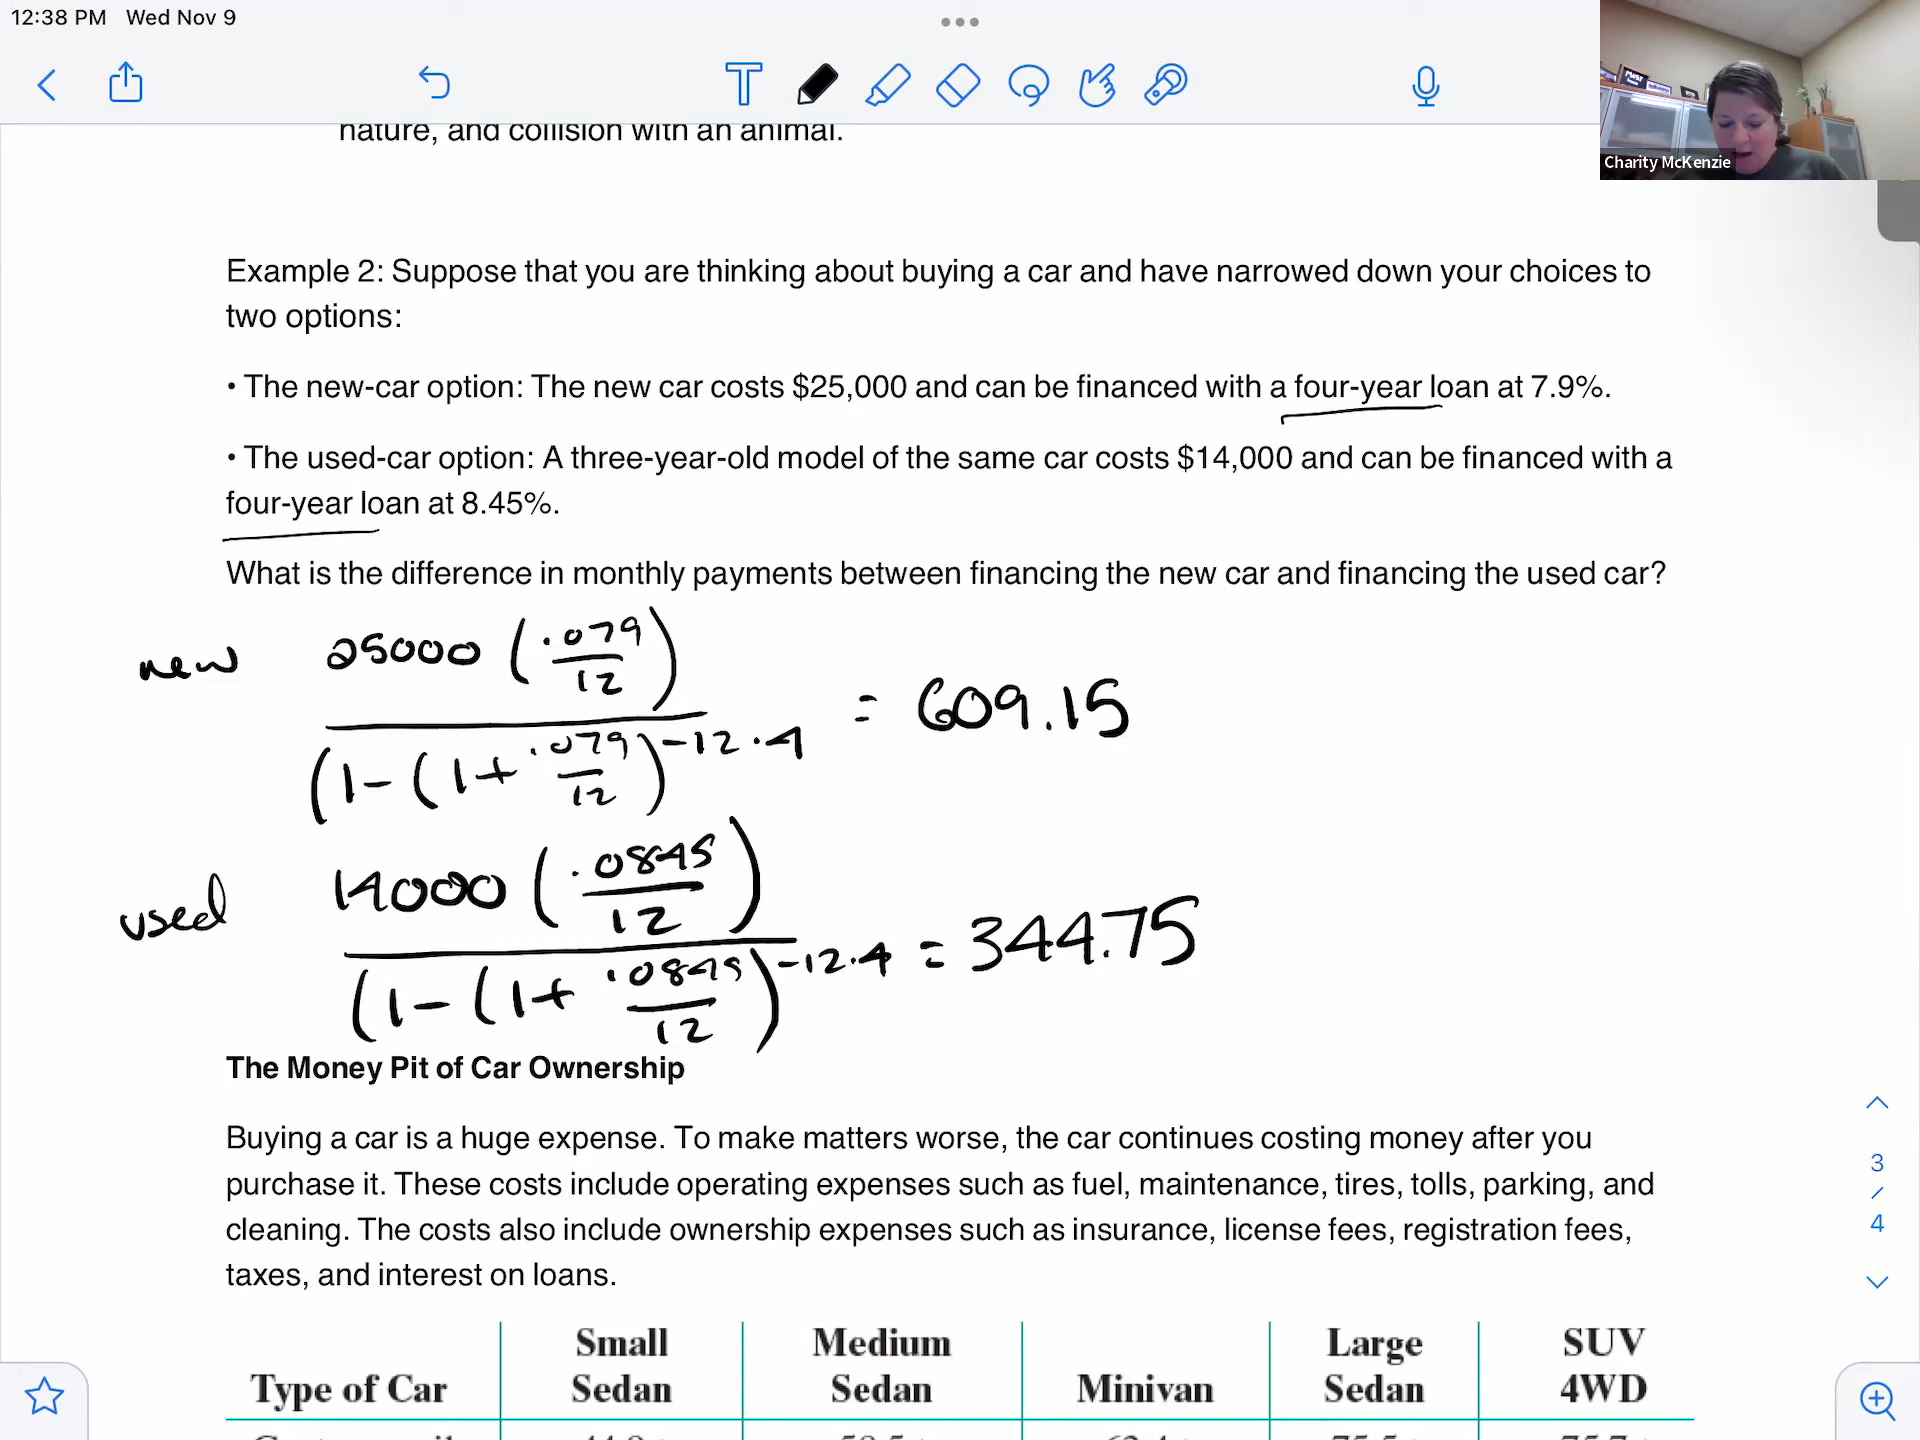 12:38 PM Wed Nov 9
Charity McKenzie
nature, and collision with an animal.
Example 2: Suppose that you are thinking about buying a car and have narrowed down your choices to
two options:
• The new-car option: The new car costs $25,000 and can be financed with a four-year loan at 7.9%.
• The used-car option: A three-year-old model of the same car costs $14,000 and can be financed with a
four-year loan at 8.45%.
What is the difference in monthly payments between financing the new car and financing the used car?
new 25000 (.079/12)
(1-(1+.079/12)^-12·4 = 609.15
used 14000 (.0845/12)
(1-(1+.0845/12)^-12·4 = 344.75
The Money Pit of Car Ownership
Buying a car is a huge expense. To make matters worse, the car continues costing money after you
purchase it. These costs include operating expenses such as fuel, maintenance, tires, tolls, parking, and
cleaning. The costs also include ownership expenses such as insurance, license fees, registration fees,
taxes, and interest on loans.
3
/
4
Type of Car Small Sedan Medium Sedan Minivan Large Sedan SUV 4WD